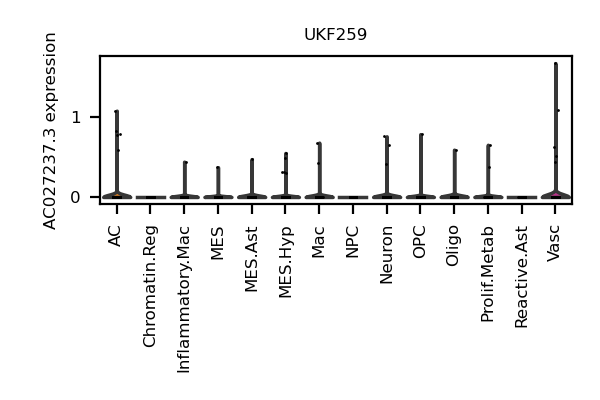 UKF259
AC027237.3 expression
1
0
AC
Chromatin.Reg
Inflammatory.Mac
MES
MES.Ast
MES.Hyp
Mac
NPC
Neuron
OPC
Oligo
Prolif.Metab
Reactive.Ast
Vasc